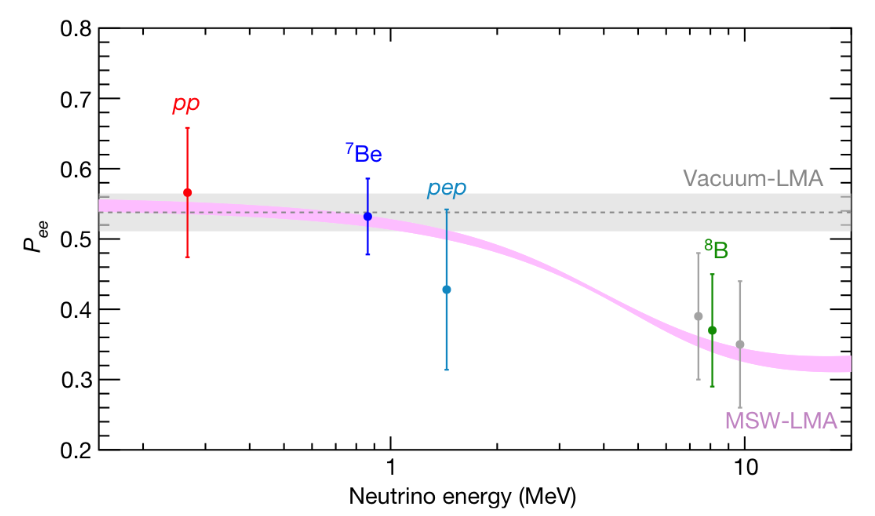 0.8
0.7
0.6
0.5
0.4
0.3
0.2
P_ee
pp
⁷Be
pep
Vacuum-LMA
⁸B
MSW-LMA
1
10
Neutrino energy (MeV)